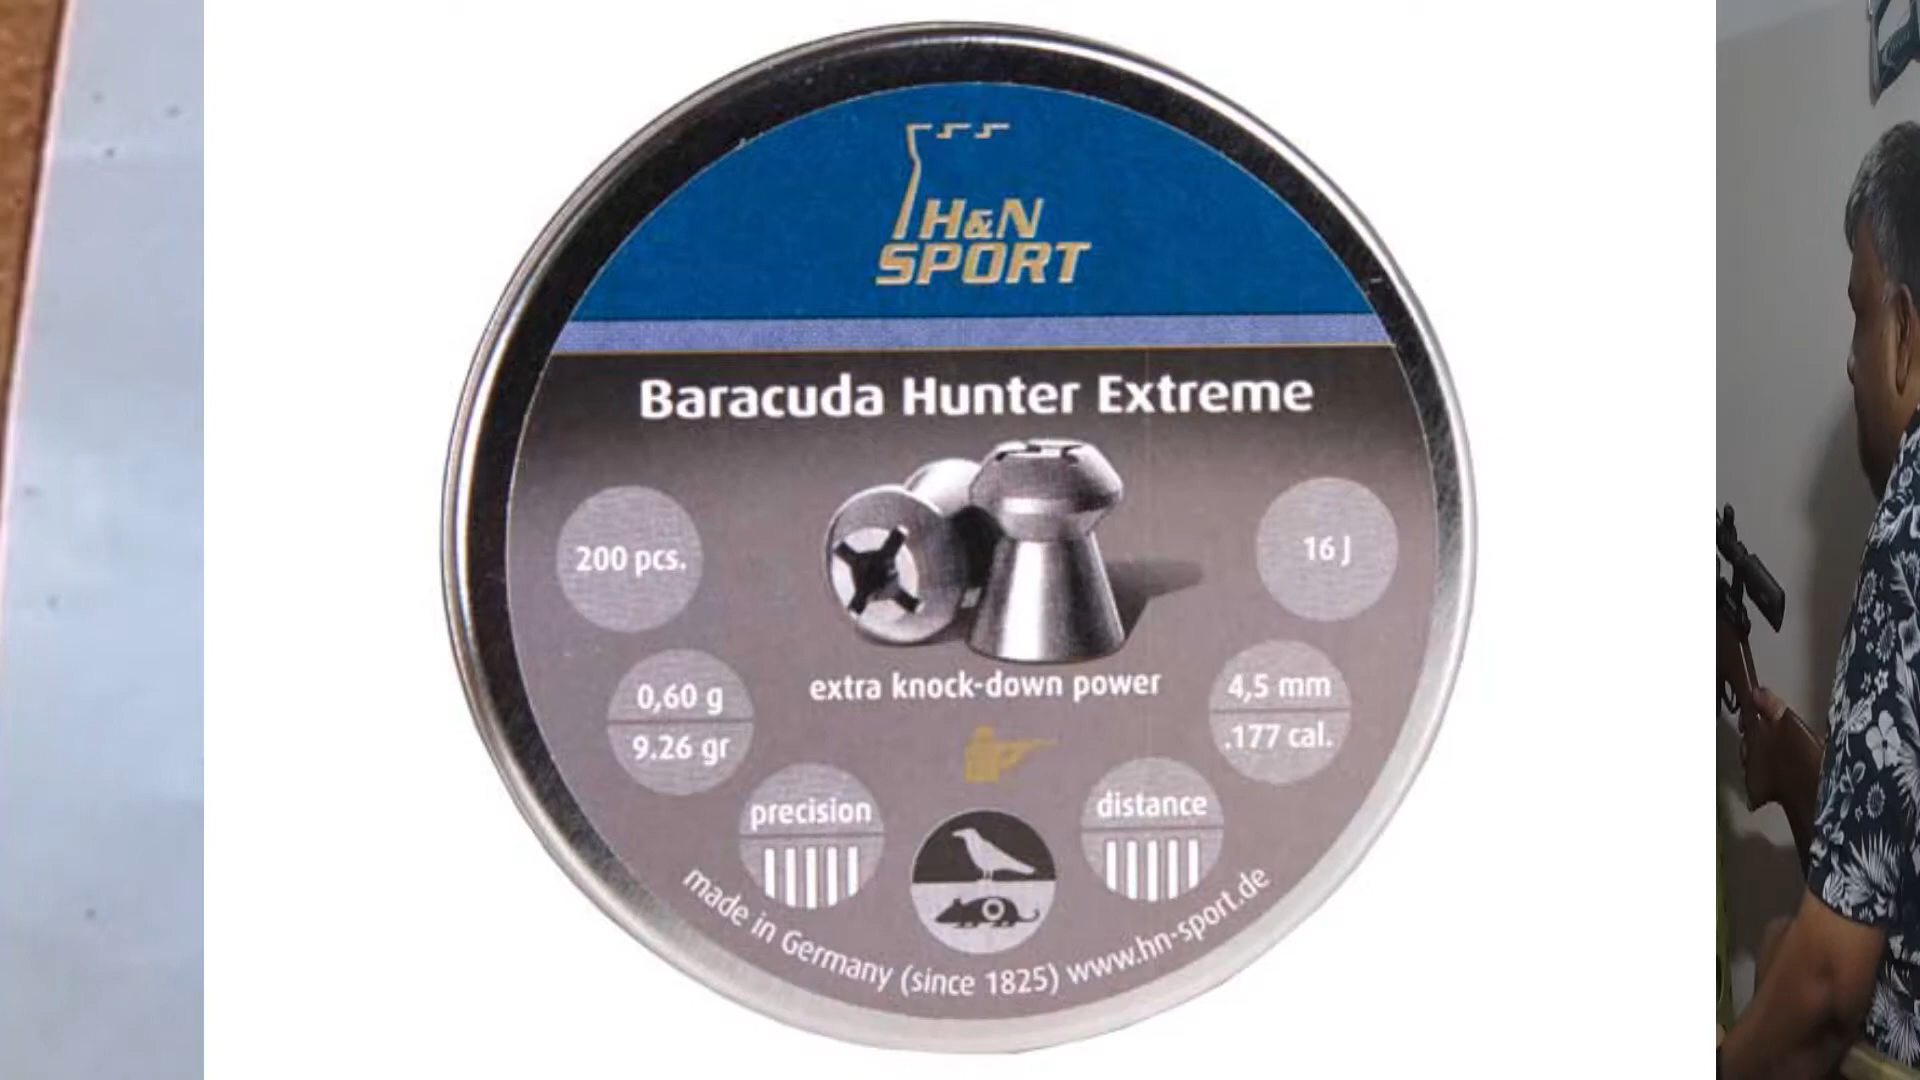 H&N
SPORT
Baracuda Hunter Extreme
200 pcs.
16 J
extra knock-down power
0,60 g
9.26 gr
4,5 mm
.177 cal.
precision
distance
made in Germany (since 1825) www.hn-sport.de